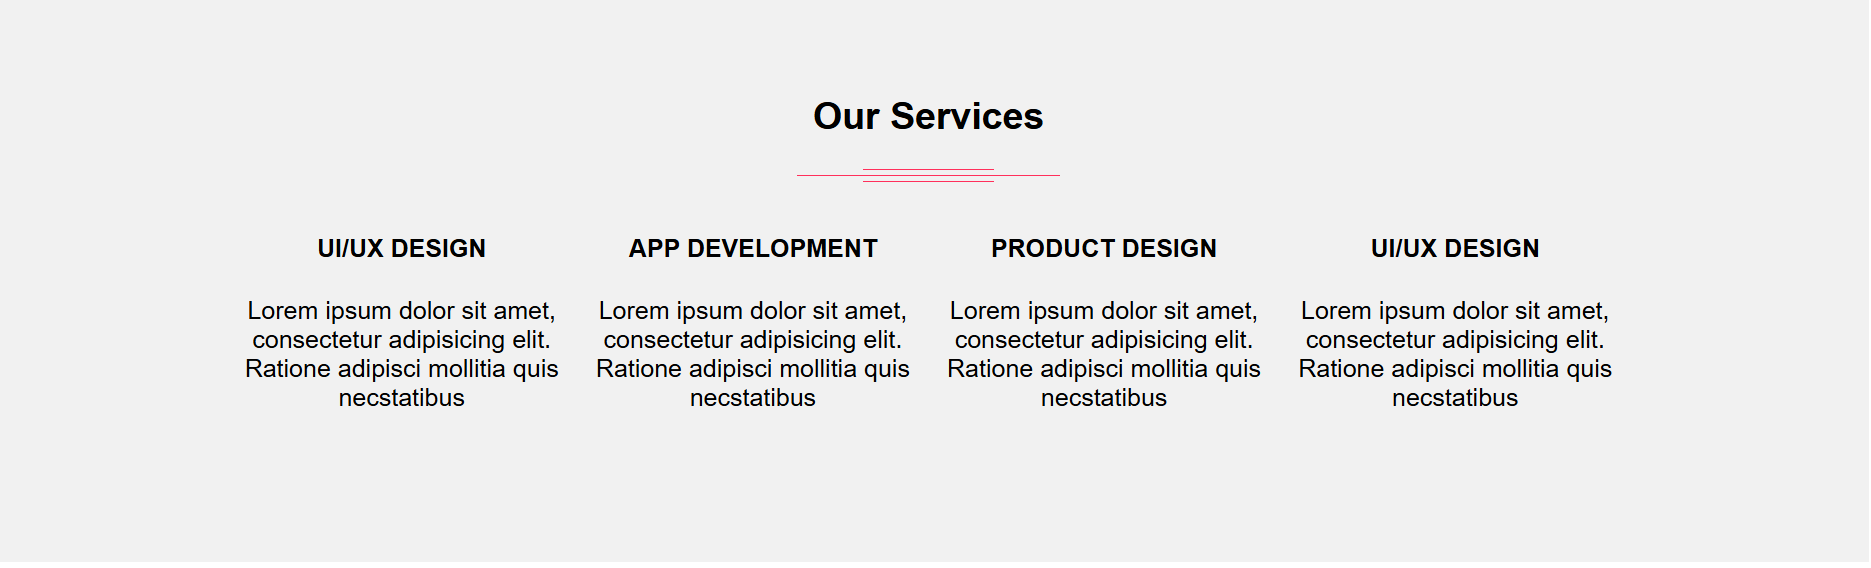 Our Services
UI/UX DESIGN
Lorem ipsum dolor sit amet,
consectetur adipisicing elit.
Ratione adipisci mollitia quis
necstatibus
APP DEVELOPMENT
Lorem ipsum dolor sit amet,
consectetur adipisicing elit.
Ratione adipisci mollitia quis
necstatibus
PRODUCT DESIGN
Lorem ipsum dolor sit amet,
consectetur adipisicing elit.
Ratione adipisci mollitia quis
necstatibus
UI/UX DESIGN
Lorem ipsum dolor sit amet,
consectetur adipisicing elit.
Ratione adipisci mollitia quis
necstatibus